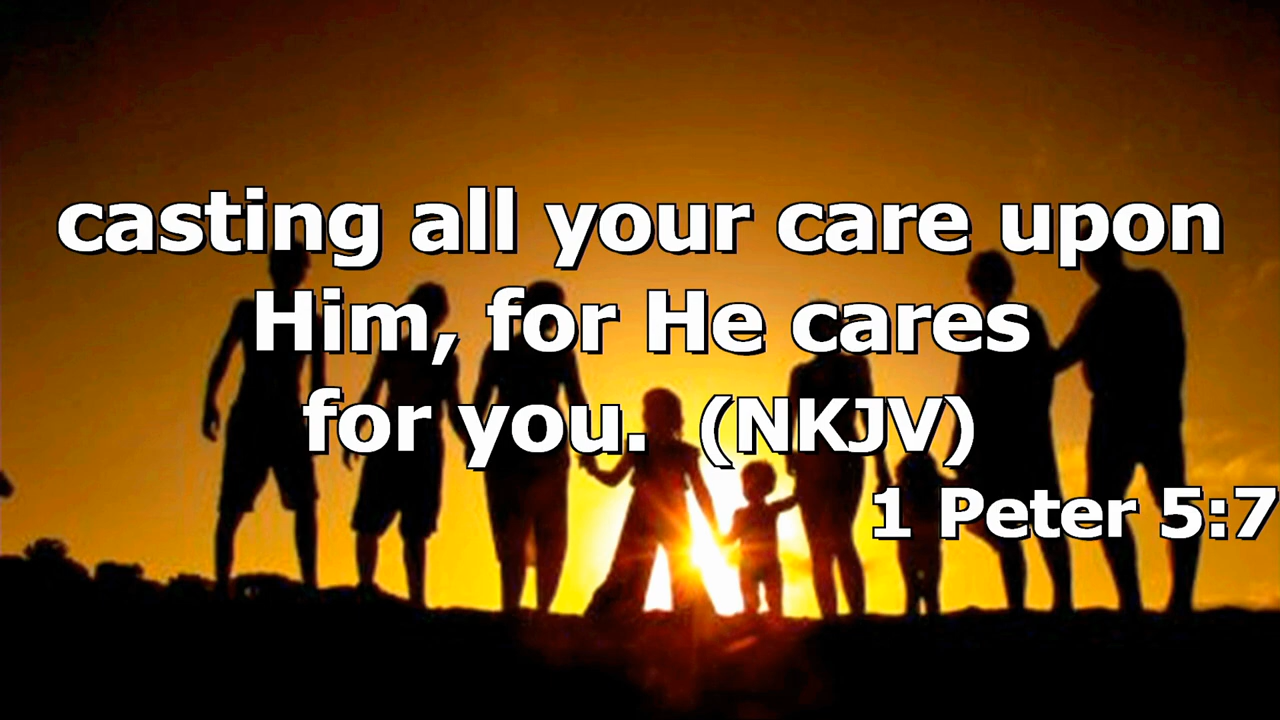 casting all your care upon
Him, for He cares
for you. (NKJV)
1 Peter 5:7